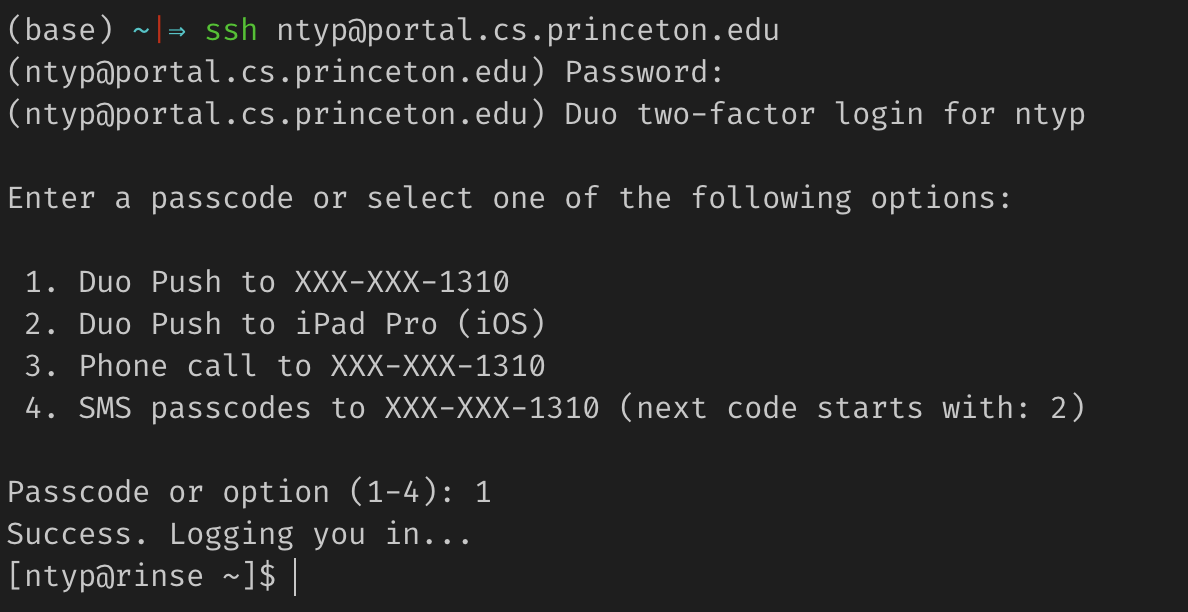 (base) ~|⇒ ssh ntyp@portal.cs.princeton.edu
(ntyp@portal.cs.princeton.edu) Password:
(ntyp@portal.cs.princeton.edu) Duo two-factor login for ntyp
Enter a passcode or select one of the following options:
1. Duo Push to XXX-XXX-1310
2. Duo Push to iPad Pro (iOS)
3. Phone call to XXX-XXX-1310
4. SMS passcodes to XXX-XXX-1310 (next code starts with: 2)
Passcode or option (1-4): 1
Success. Logging you in...
[ntyp@rinse ~]$